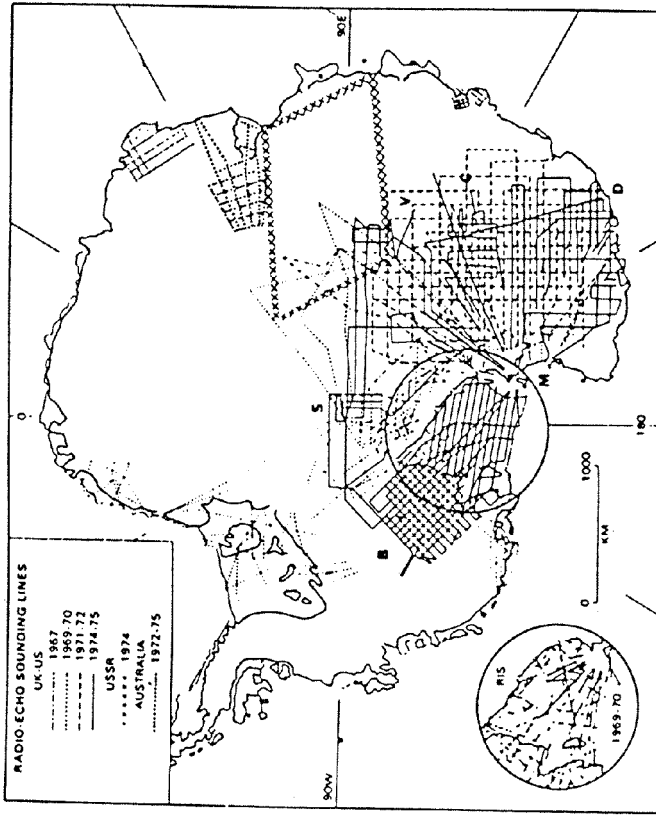 RADIO-ECHO SOUNDING LINES
UK-US
1967
1969-70
1971-72
1974-75
USSR
1974
AUSTRALIA
1972-75
0
90E
90W
180
S
V
C
B
M
D
0 1000
KM
RIS
1969-70